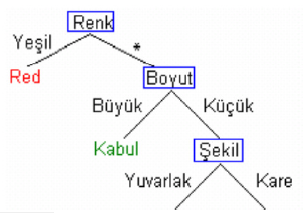 Renk
Yeşil *
Red Boyut
Büyük Küçük
Kabul Şekil
Yuvarlak Kare